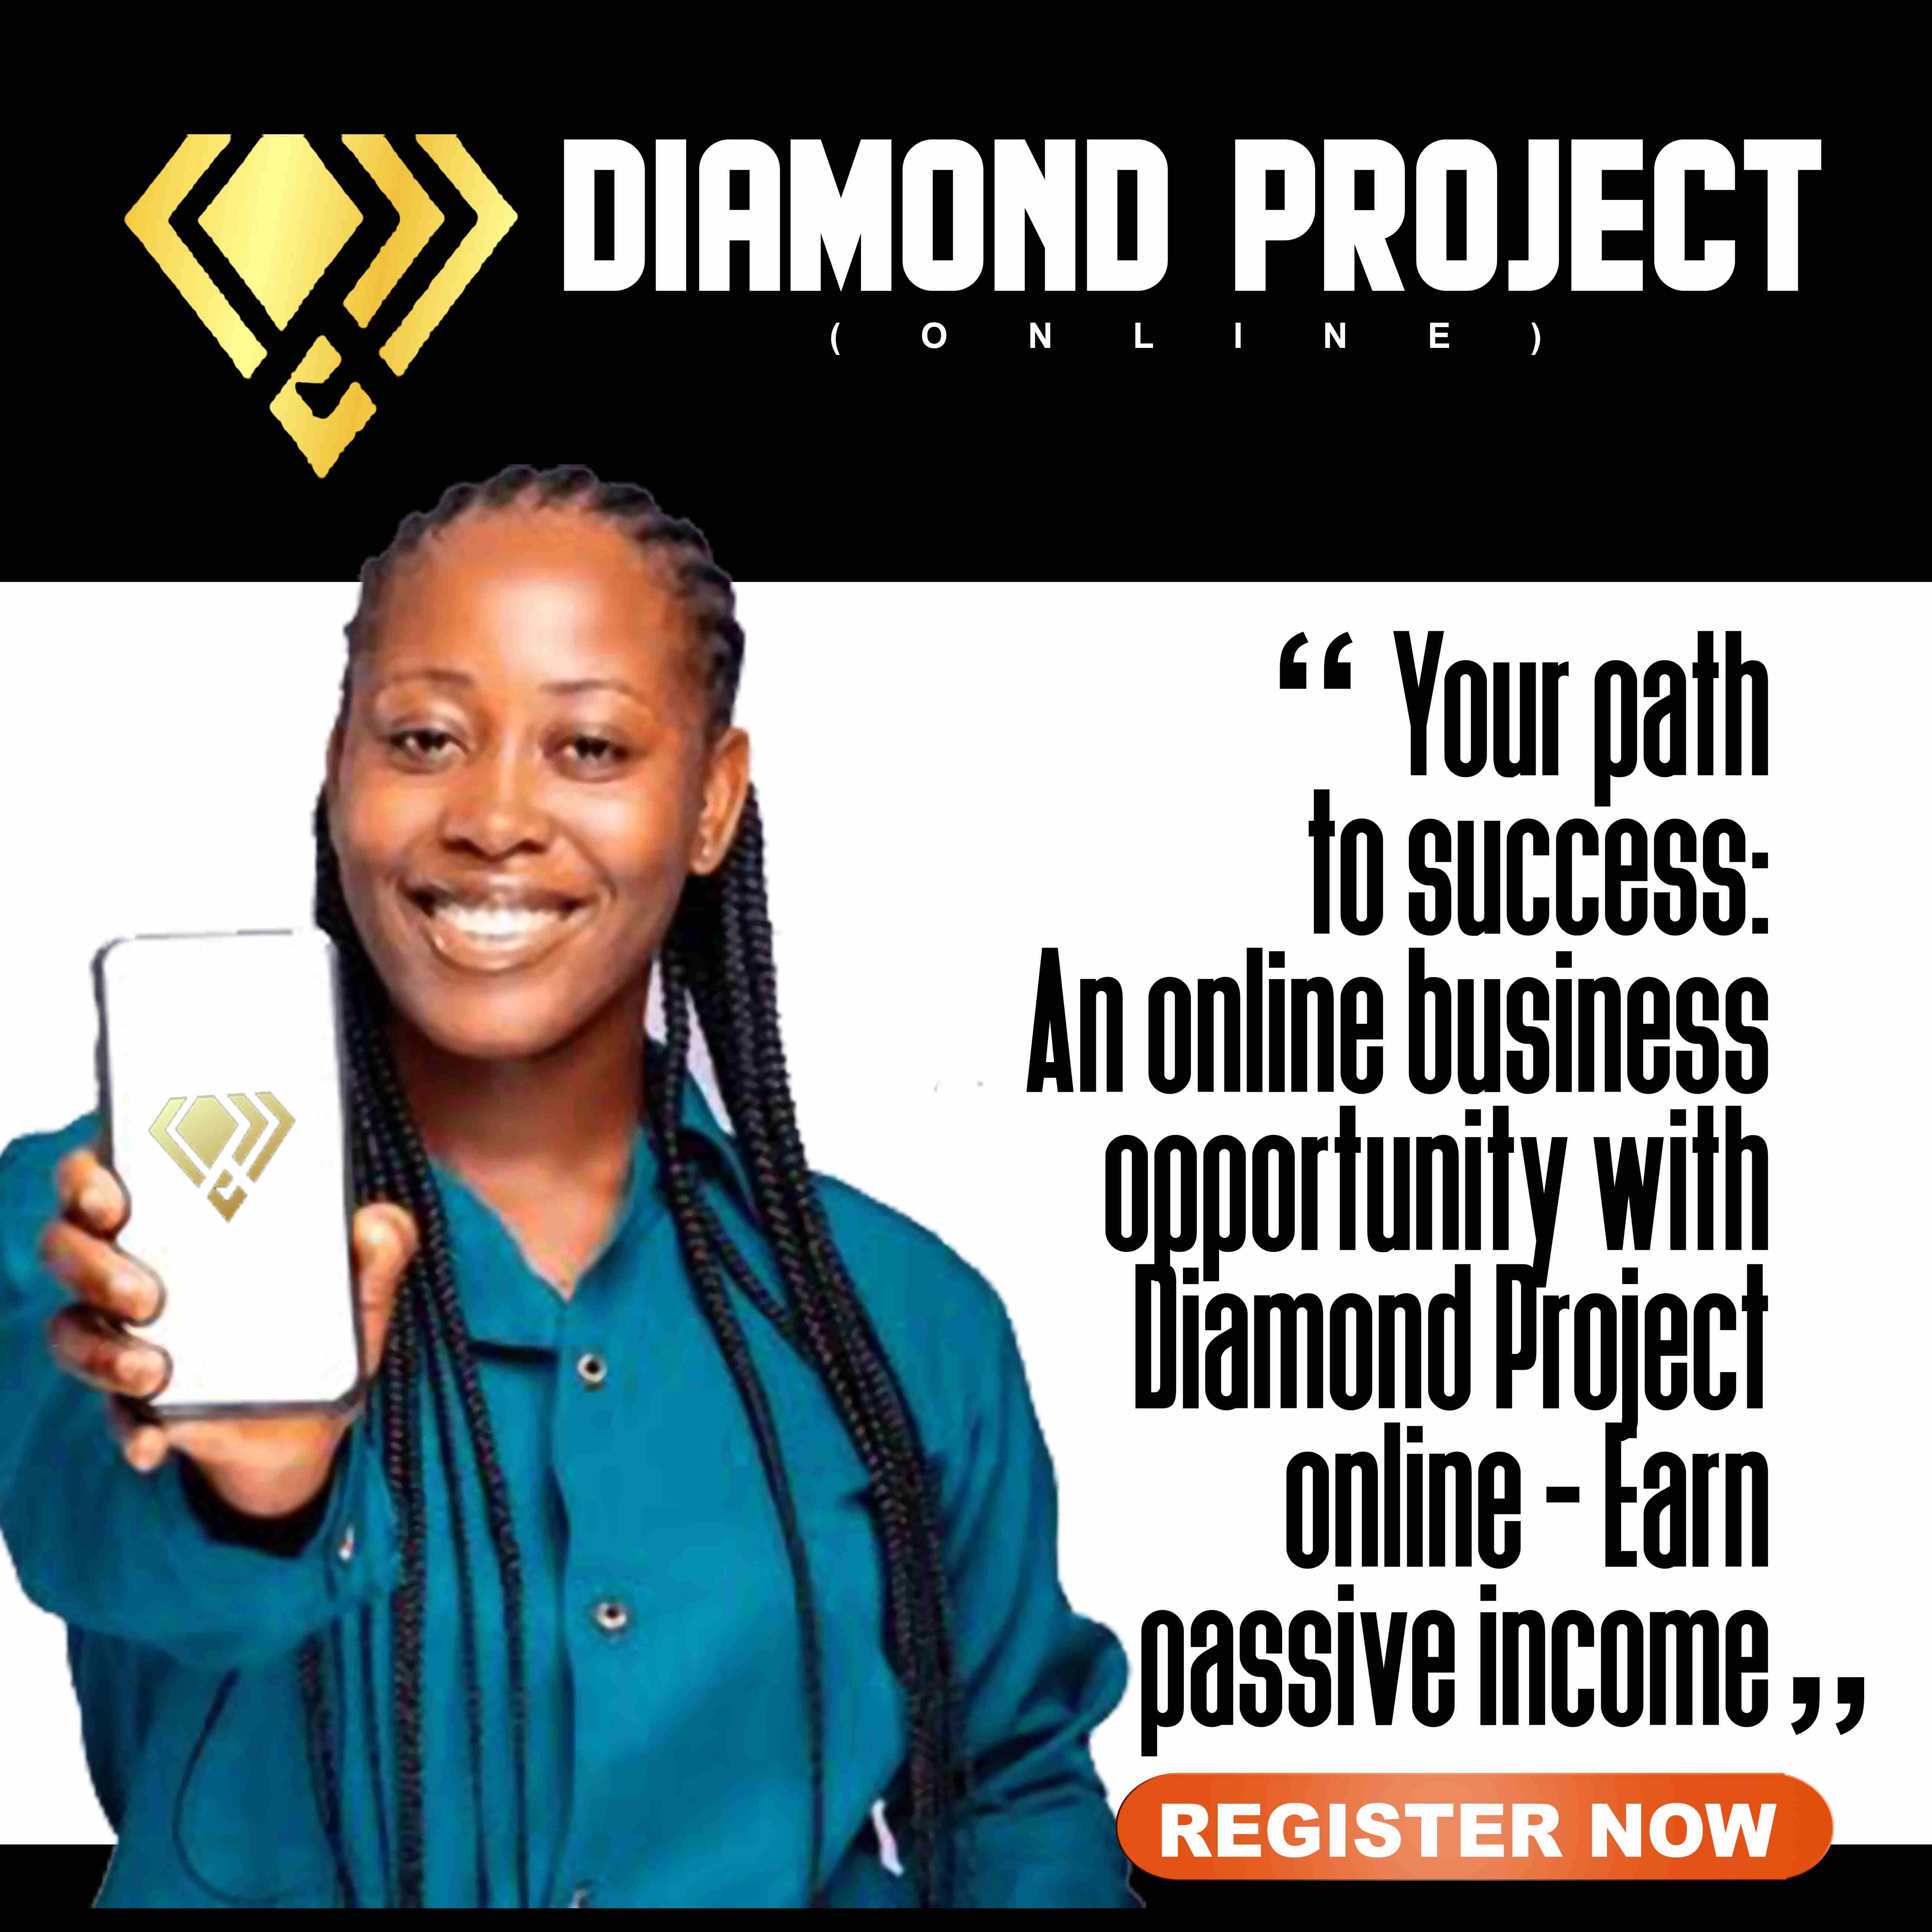 DIAMOND PROJECT
( O N L I N E )
“ Your path
to success:
An online business
opportunity with
Diamond Project
online - Earn
passive income ”
REGISTER NOW